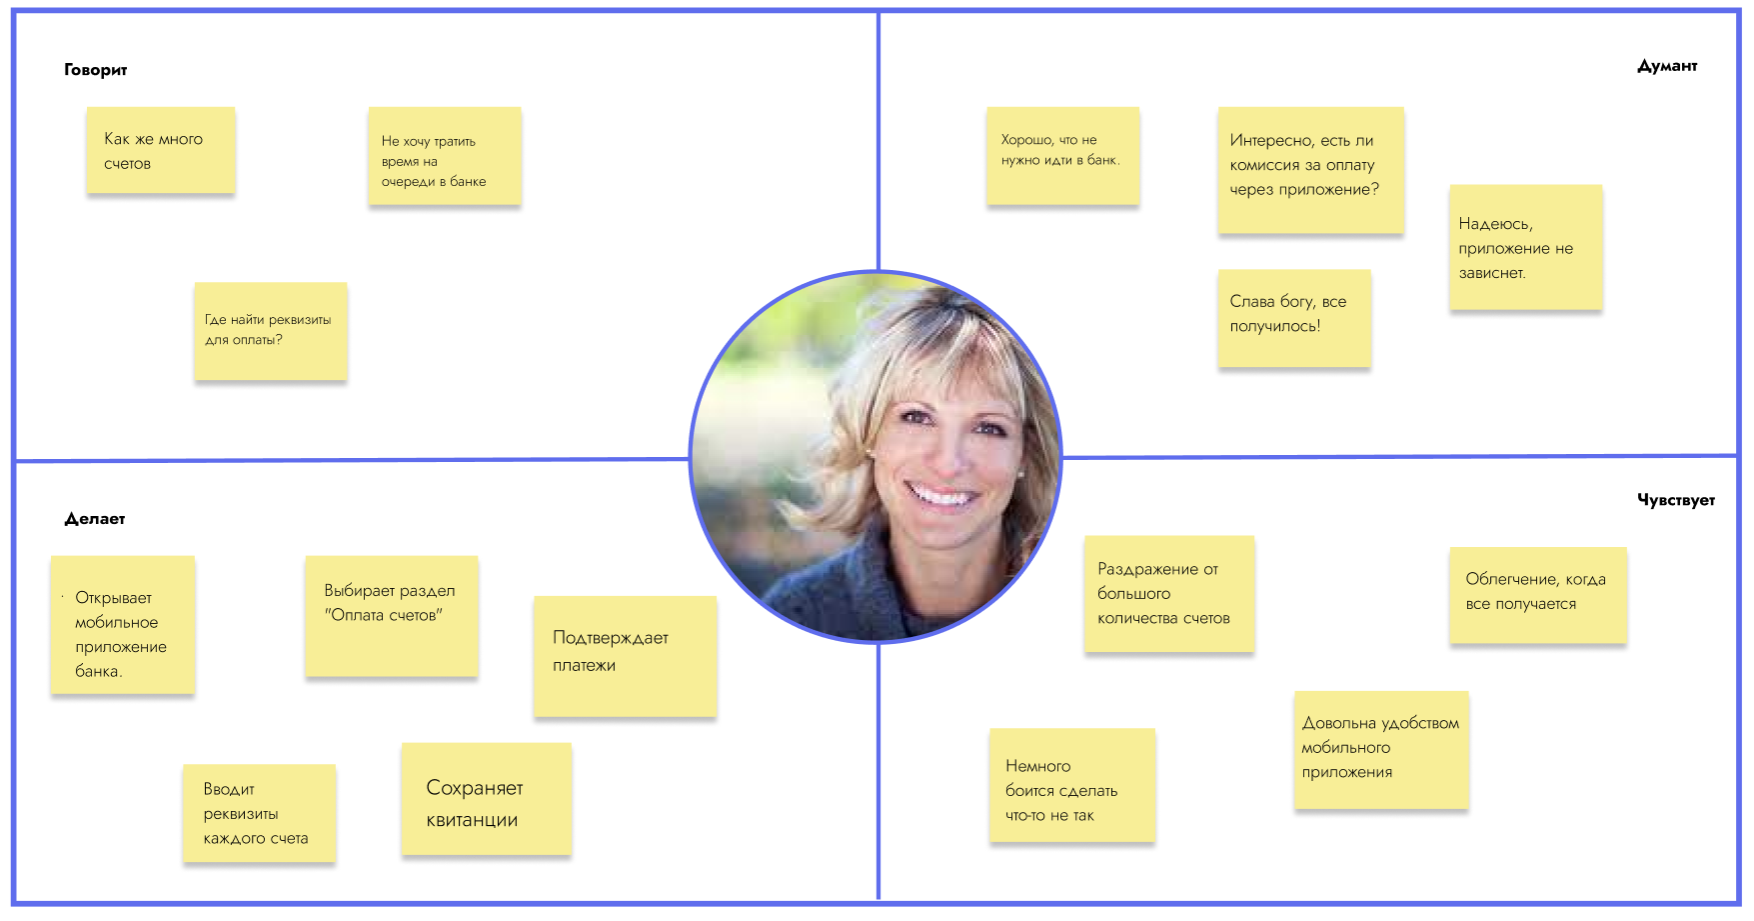 Говорит
Как же много
счетов
Не хочу тратить
время на
очереди в банке
Где найти реквизиты
для оплаты?
Думант
Хорошо, что не
нужно идти в банк.
Интересно, есть ли
комиссия за оплату
через приложение?
Надеюсь,
приложение не
зависнет.
Слава богу, все
получилось!
Делает
· Открывает
мобильное
приложение
банка.
Выбирает раздел
"Оплата счетов"
Подтверждает
платежи
Вводит
реквизиты
каждого счета
Сохраняет
квитанции
Чувствует
Раздражение от
большого
количества счетов
Облегчение, когда
все получается
Немного
боится сделать
что-то не так
Довольна удобством
мобильного
приложения